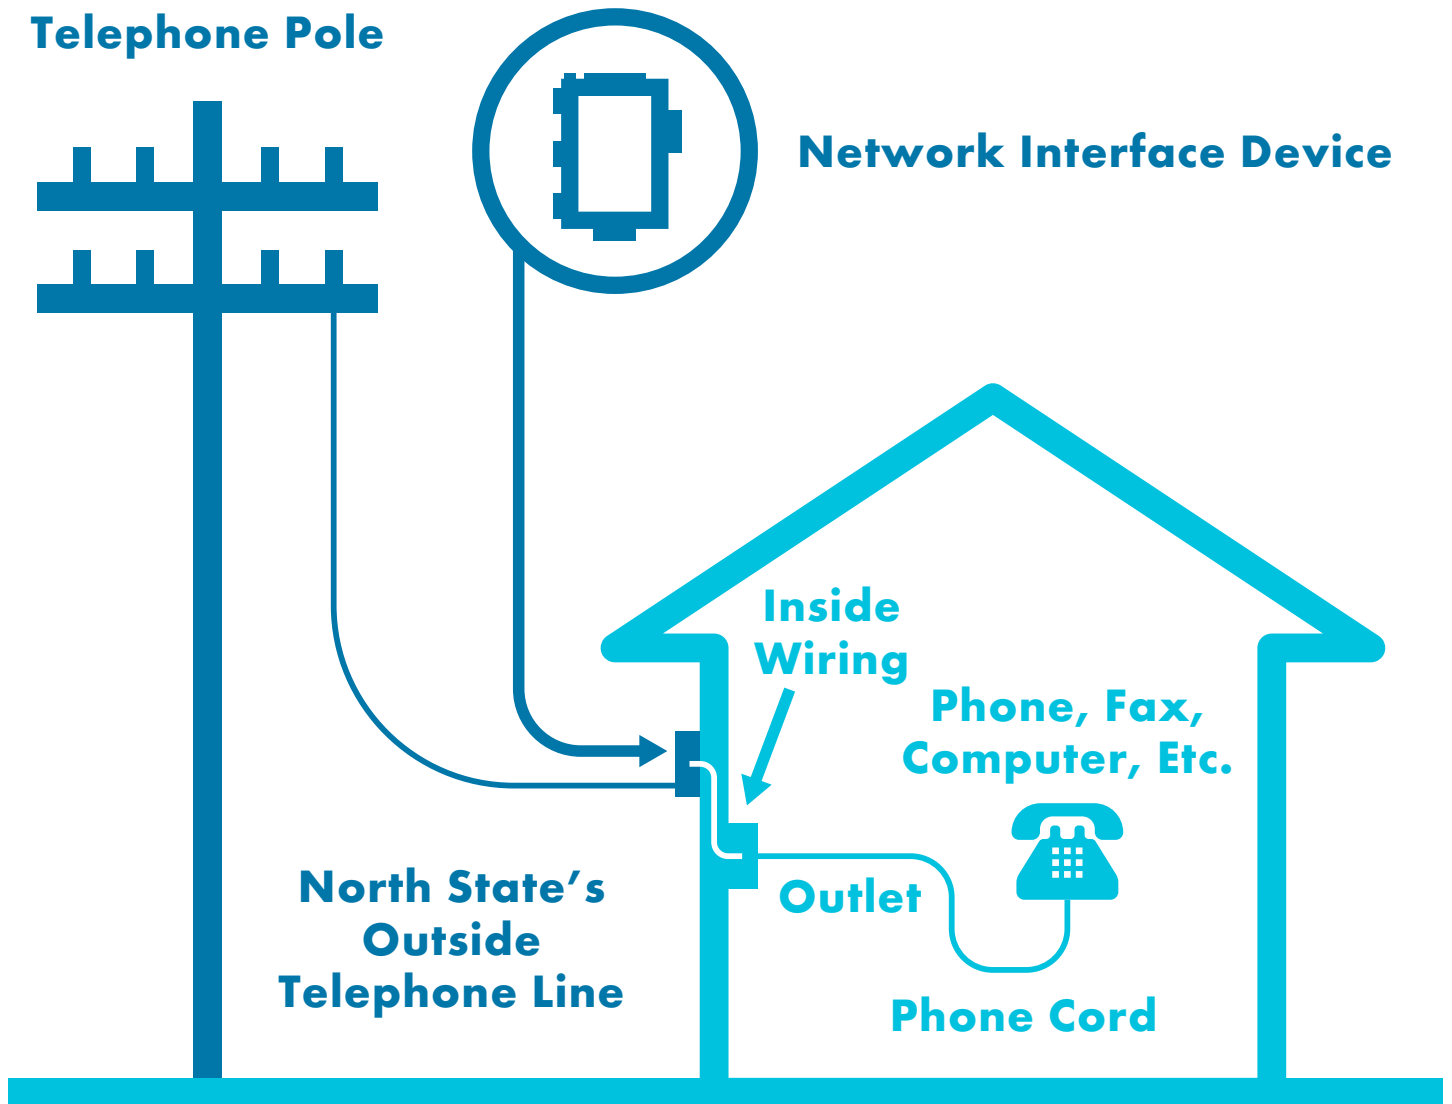 Telephone Pole
Network Interface Device
Inside
Wiring
Phone, Fax,
Computer, Etc.
North State’s
Outside
Telephone Line
Outlet
Phone Cord